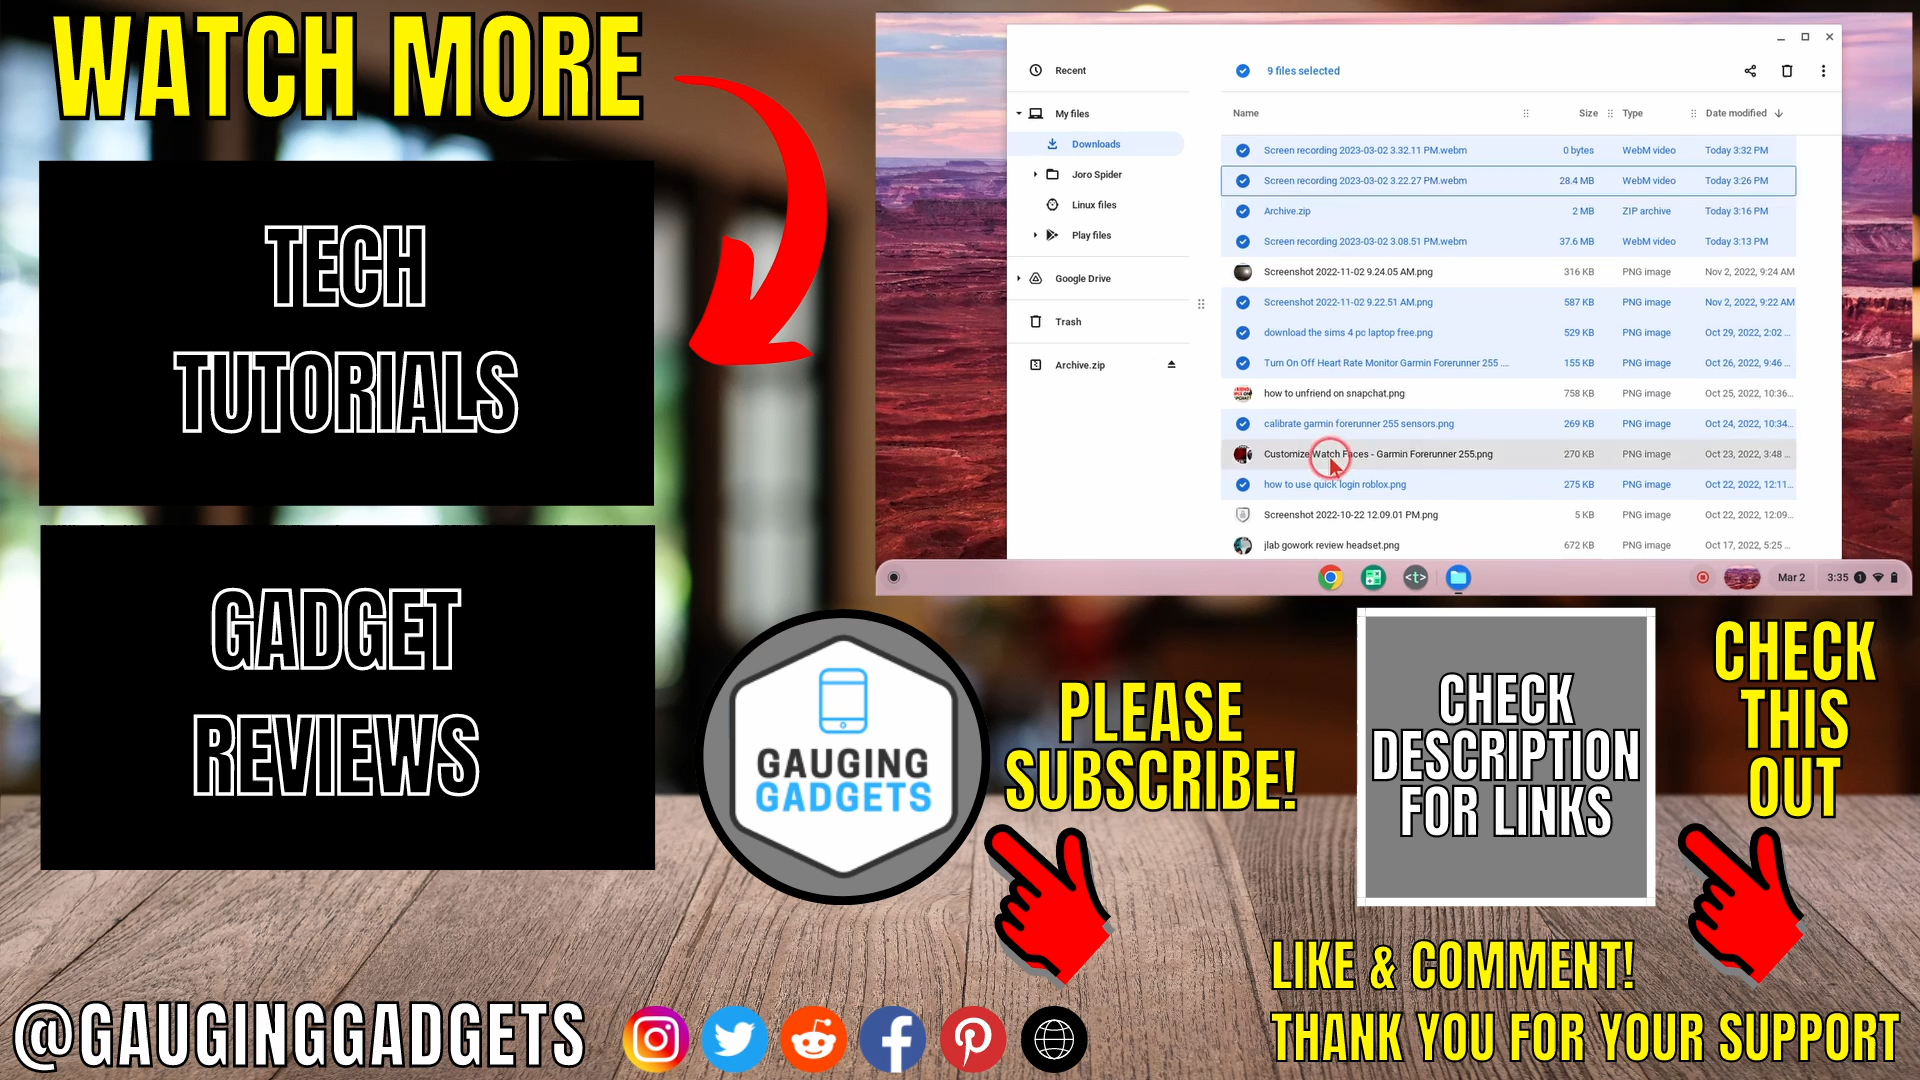 WATCH MORE
TECH
TUTORIALS
GADGET
REVIEWS
Recent
My files
Downloads
Joro Spider
Linux files
Play files
Google Drive
Trash
Archive.zip
9 files selected
Name Size Type Date modified
Screen recording 2023-03-02 3.32.11 PM.webm 0 bytes WebM video Today 3:32 PM
Screen recording 2023-03-02 3.22.27 PM.webm 28.4 MB WebM video Today 3:26 PM
Archive.zip 2 MB ZIP archive Today 3:16 PM
Screen recording 2023-03-02 3.08.51 PM.webm 37.6 MB WebM video Today 3:13 PM
Screenshot 2022-11-02 9.24.05 AM.png 316 KB PNG image Nov 2, 2022, 9:24 AM
Screenshot 2022-11-02 9.22.51 AM.png 587 KB PNG image Nov 2, 2022, 9:22 AM
download the sims 4 pc laptop free.png 529 KB PNG image Oct 29, 2022, 2:02 ...
Turn On Off Heart Rate Monitor Garmin Forerunner 255 .... 155 KB PNG image Oct 26, 2022, 9:46 ...
how to unfriend on snapchat.png 758 KB PNG image Oct 25, 2022, 10:36...
calibrate garmin forerunner 255 sensors.png 269 KB PNG image Oct 24, 2022, 10:34...
Customize Watch Faces - Garmin Forerunner 255.png 270 KB PNG image Oct 23, 2022, 3:48 ...
how to use quick login roblox.png 275 KB PNG image Oct 22, 2022, 12:11...
Screenshot 2022-10-22 12.09.01 PM.png 5 KB PNG image Oct 22, 2022, 12:09...
jlab gowork review headset.png 672 KB PNG image Oct 17, 2022, 5:25 ...
<t>
Mar 2 3:35 1
GAUGING
GADGETS
PLEASE
SUBSCRIBE!
CHECK
DESCRIPTION
FOR LINKS
CHECK
THIS
OUT
LIKE & COMMENT!
THANK YOU FOR YOUR SUPPORT
@GAUGINGGADGETS